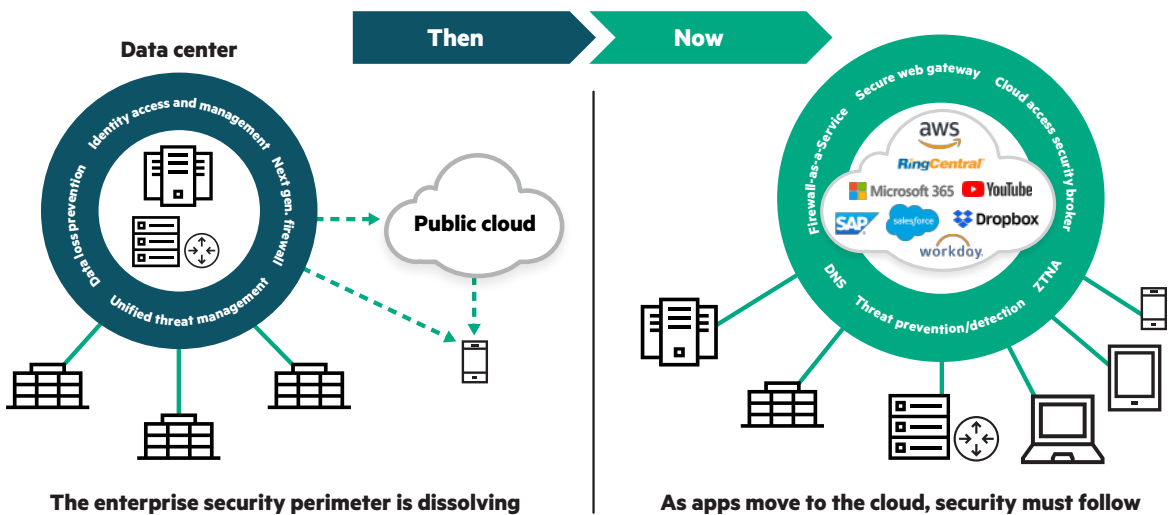 Then
Now
Data center
Identity access and management
Next gen. firewall
Data loss prevention
Unified threat management
Public cloud
The enterprise security perimeter is dissolving
Secure web gateway
Cloud access security broker
Firewall-as-a-Service
aws
RingCentral
Microsoft 365
YouTube
SAP
salesforce
Dropbox
workday.
DNS
Threat prevention/detection
ZTNA
As apps move to the cloud, security must follow